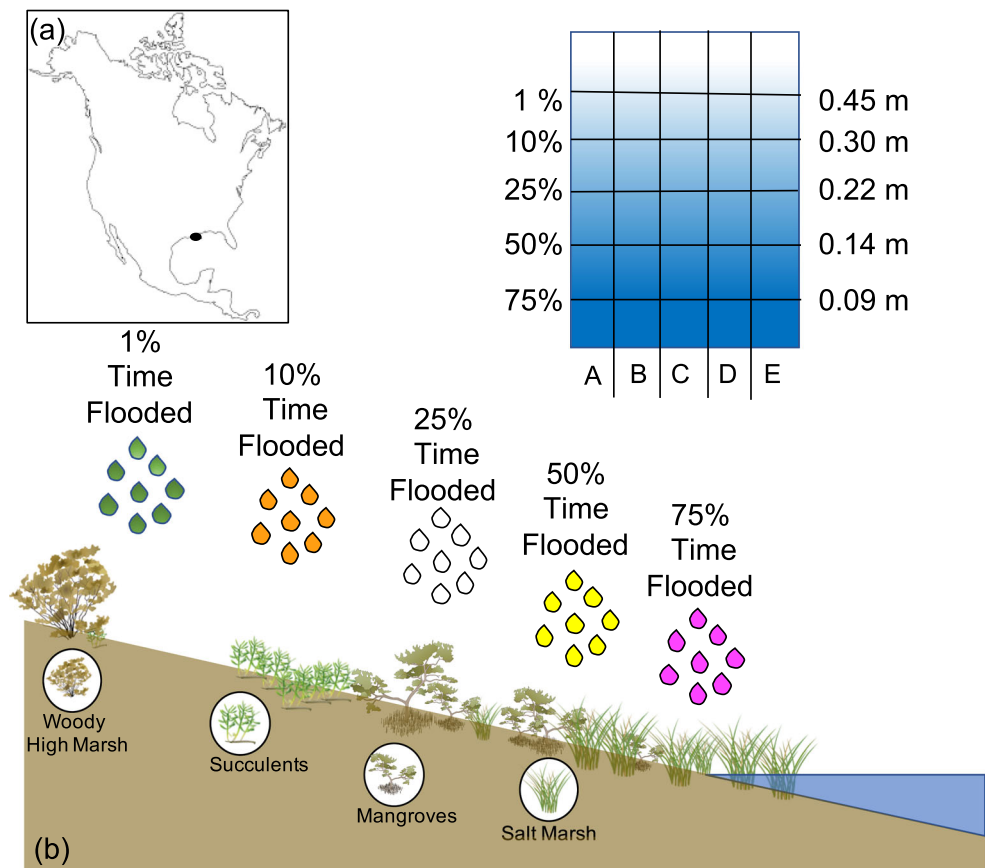 (a)
1 %
0.45 m
10%
0.30 m
25%
0.22 m
50%
0.14 m
75%
0.09 m
A B C D E
1%
Time
Flooded
10%
Time
Flooded
25%
Time
Flooded
50%
Time
Flooded
75%
Time
Flooded
Woody
High Marsh
Succulents
Mangroves
Salt Marsh
(b)